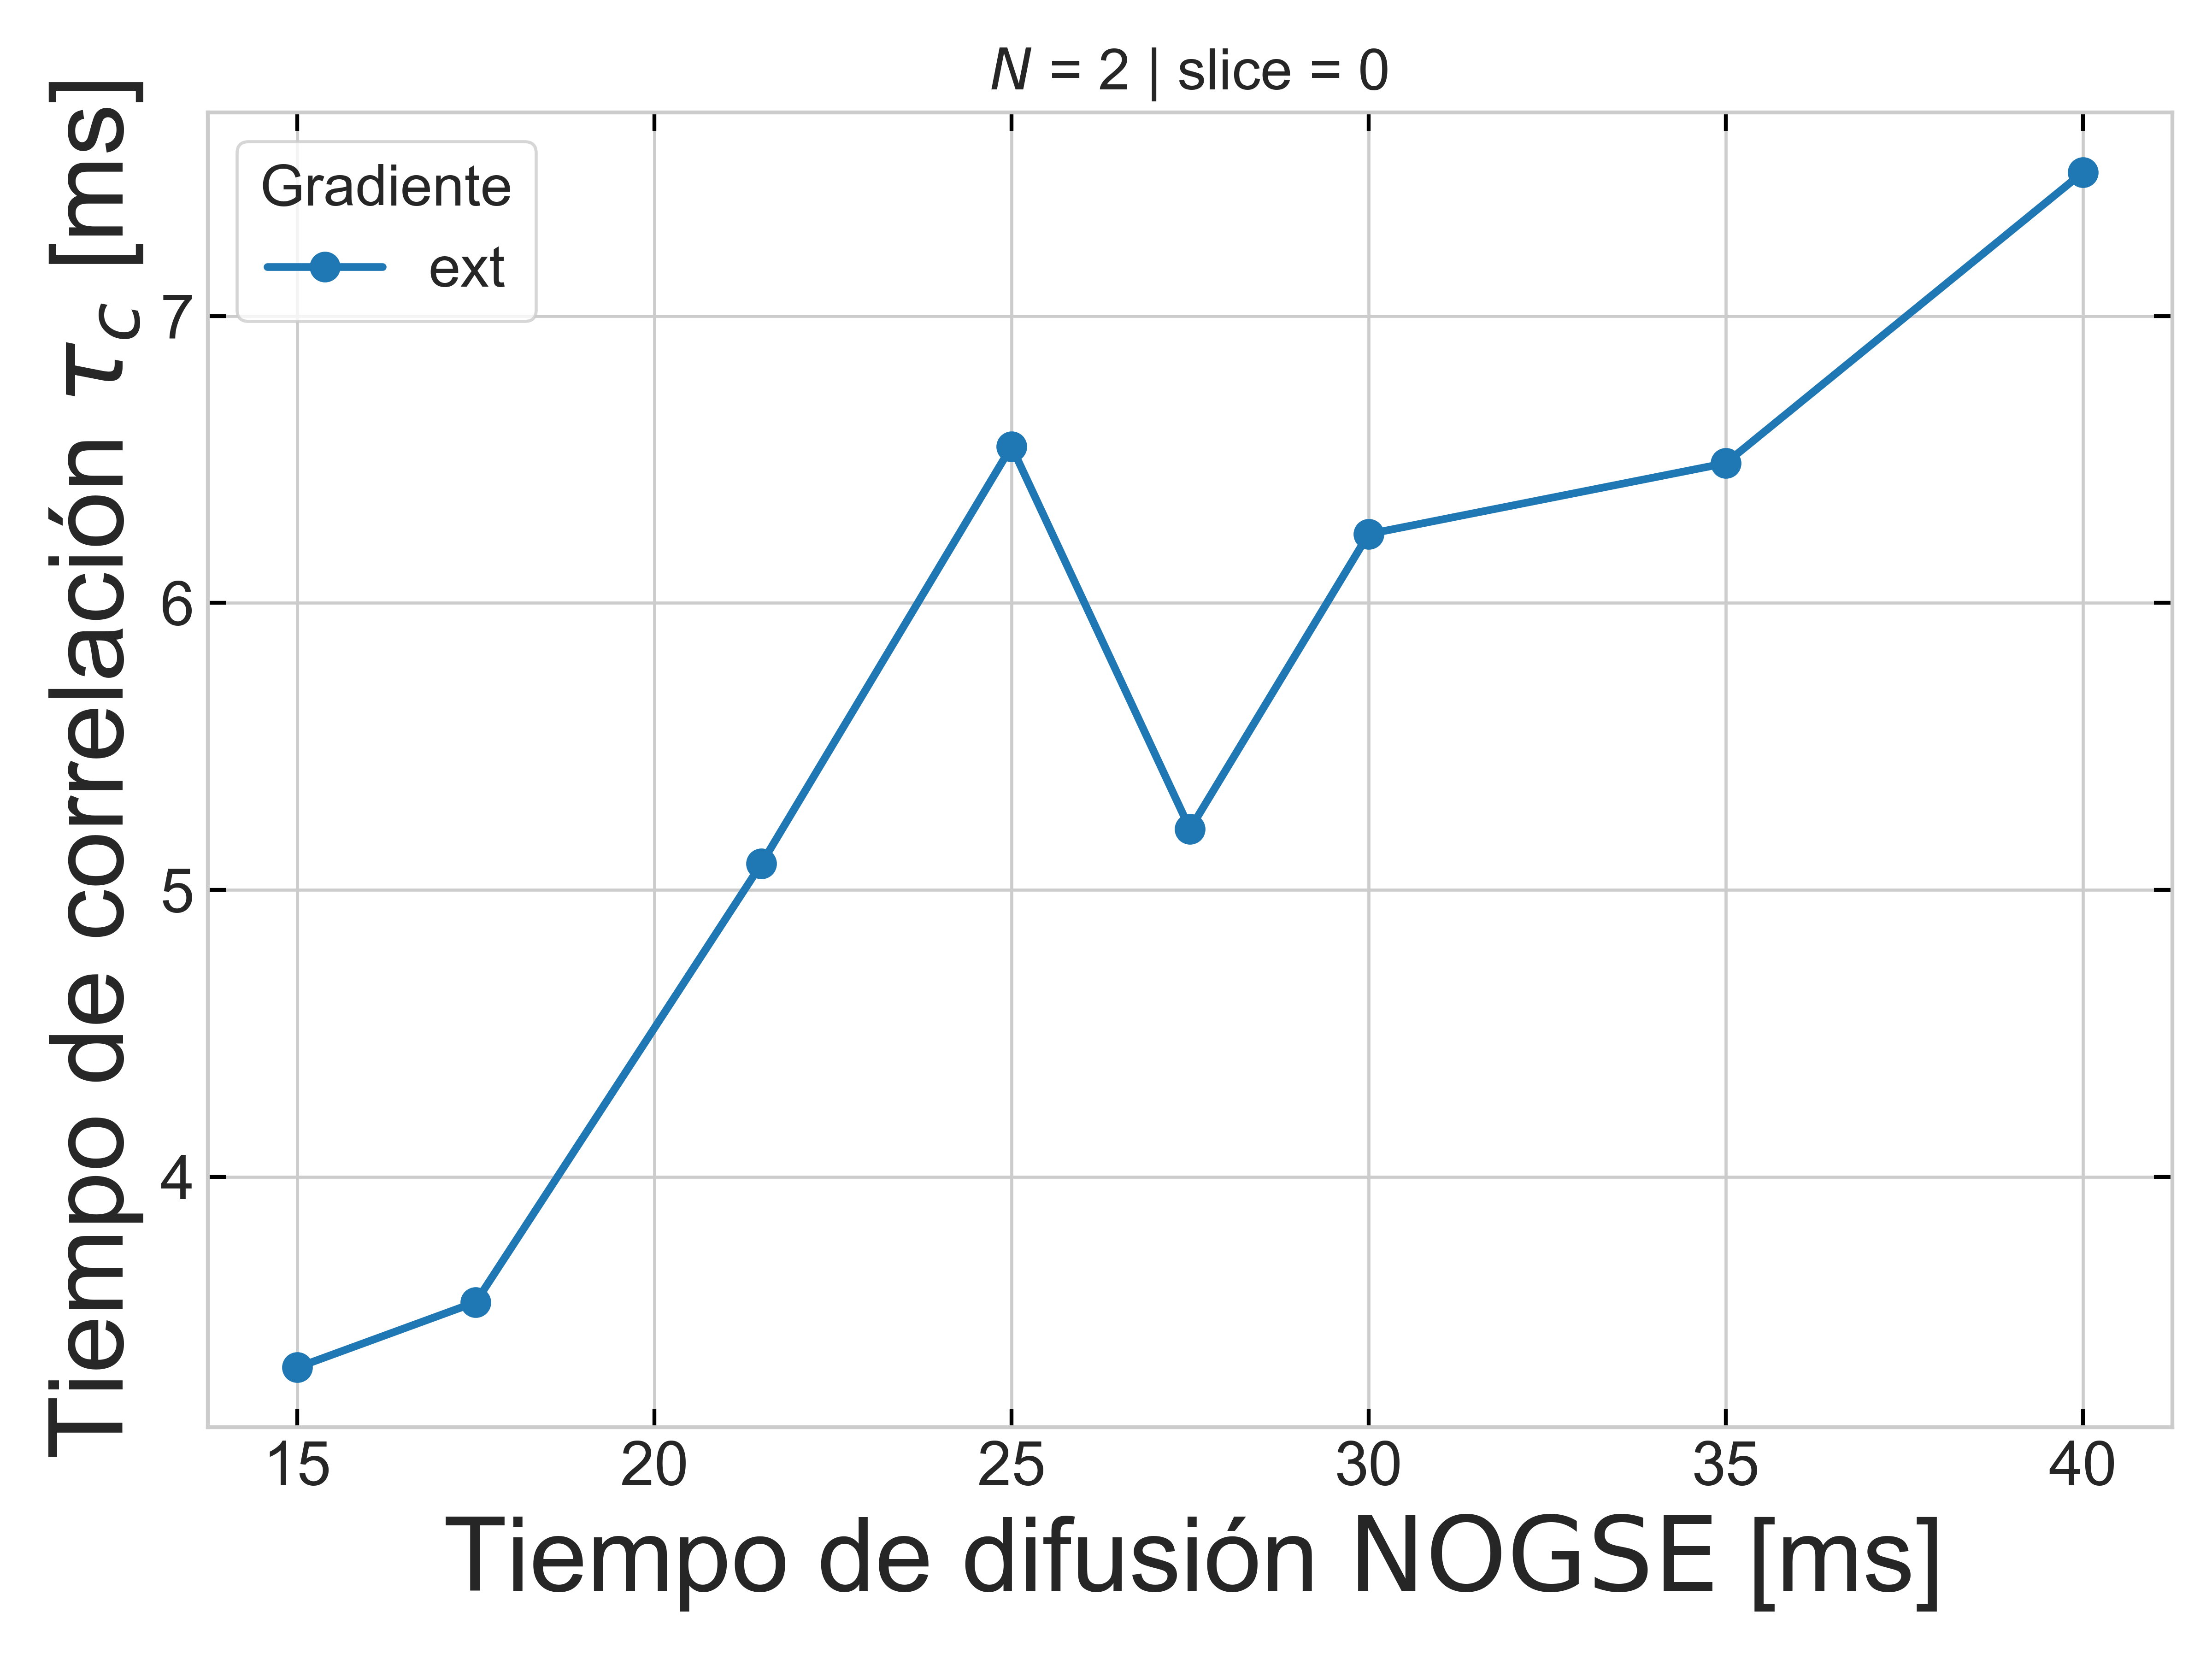 N = 2 | slice = 0
Gradiente
ext
Tiempo de correlación τc [ms]
7
6
5
4
15 20 25 30 35 40
Tiempo de difusión NOGSE [ms]